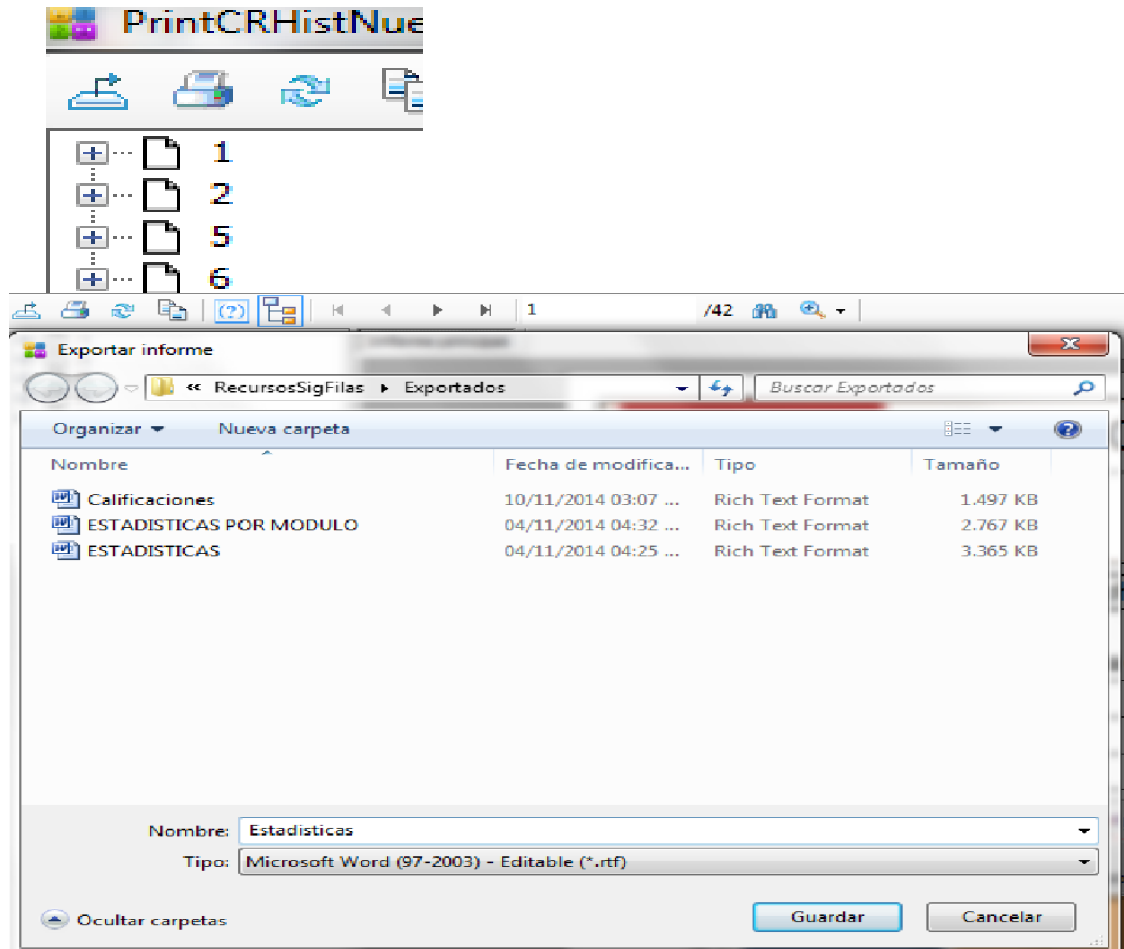 PrintCRHistNue
1
2
5
6
1 /42
Exportar informe
« RecursosSigFilas ▸ Exportados Buscar Exportados
Organizar Nueva carpeta
Nombre Fecha de modifica... Tipo Tamaño
Calificaciones 10/11/2014 03:07 ... Rich Text Format 1.497 KB
ESTADISTICAS POR MODULO 04/11/2014 04:32 ... Rich Text Format 2.767 KB
ESTADISTICAS 04/11/2014 04:25 ... Rich Text Format 3.365 KB
Nombre: Estadisticas
Tipo: Microsoft Word (97-2003) - Editable (*.rtf)
Ocultar carpetas Guardar Cancelar